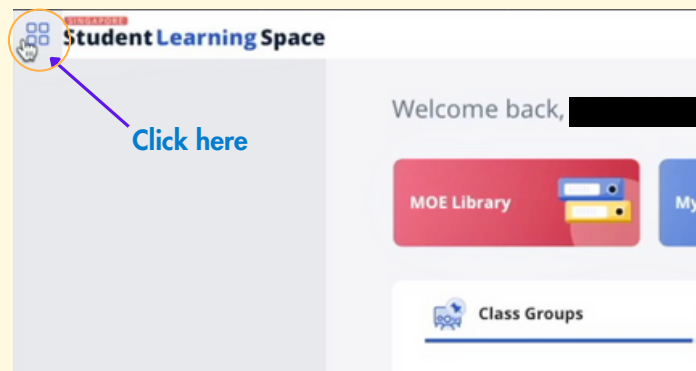 SINGAPORE
Student Learning Space
Click here
Welcome back,
MOE Library
My
Class Groups